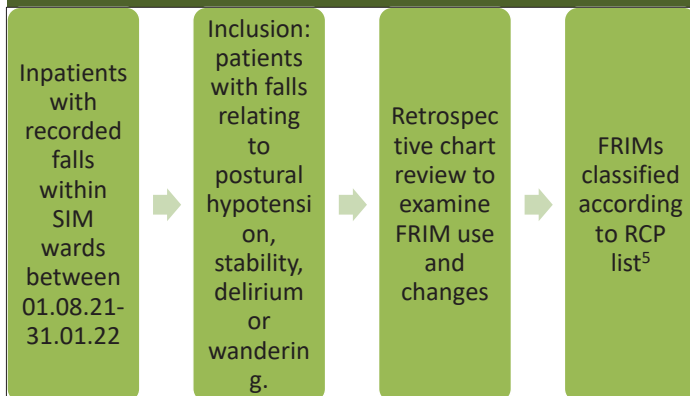 Inpatients
with
recorded
falls
within
SIM
wards
between
01.08.21-
31.01.22
Inclusion:
patients
with falls
relating
to
postural
hypotensi
on,
stability,
delirium
or
wanderin
g.
Retrospec
tive chart
review to
examine
FRIM use
and
changes
FRIMs
classified
according
to RCP
list⁵